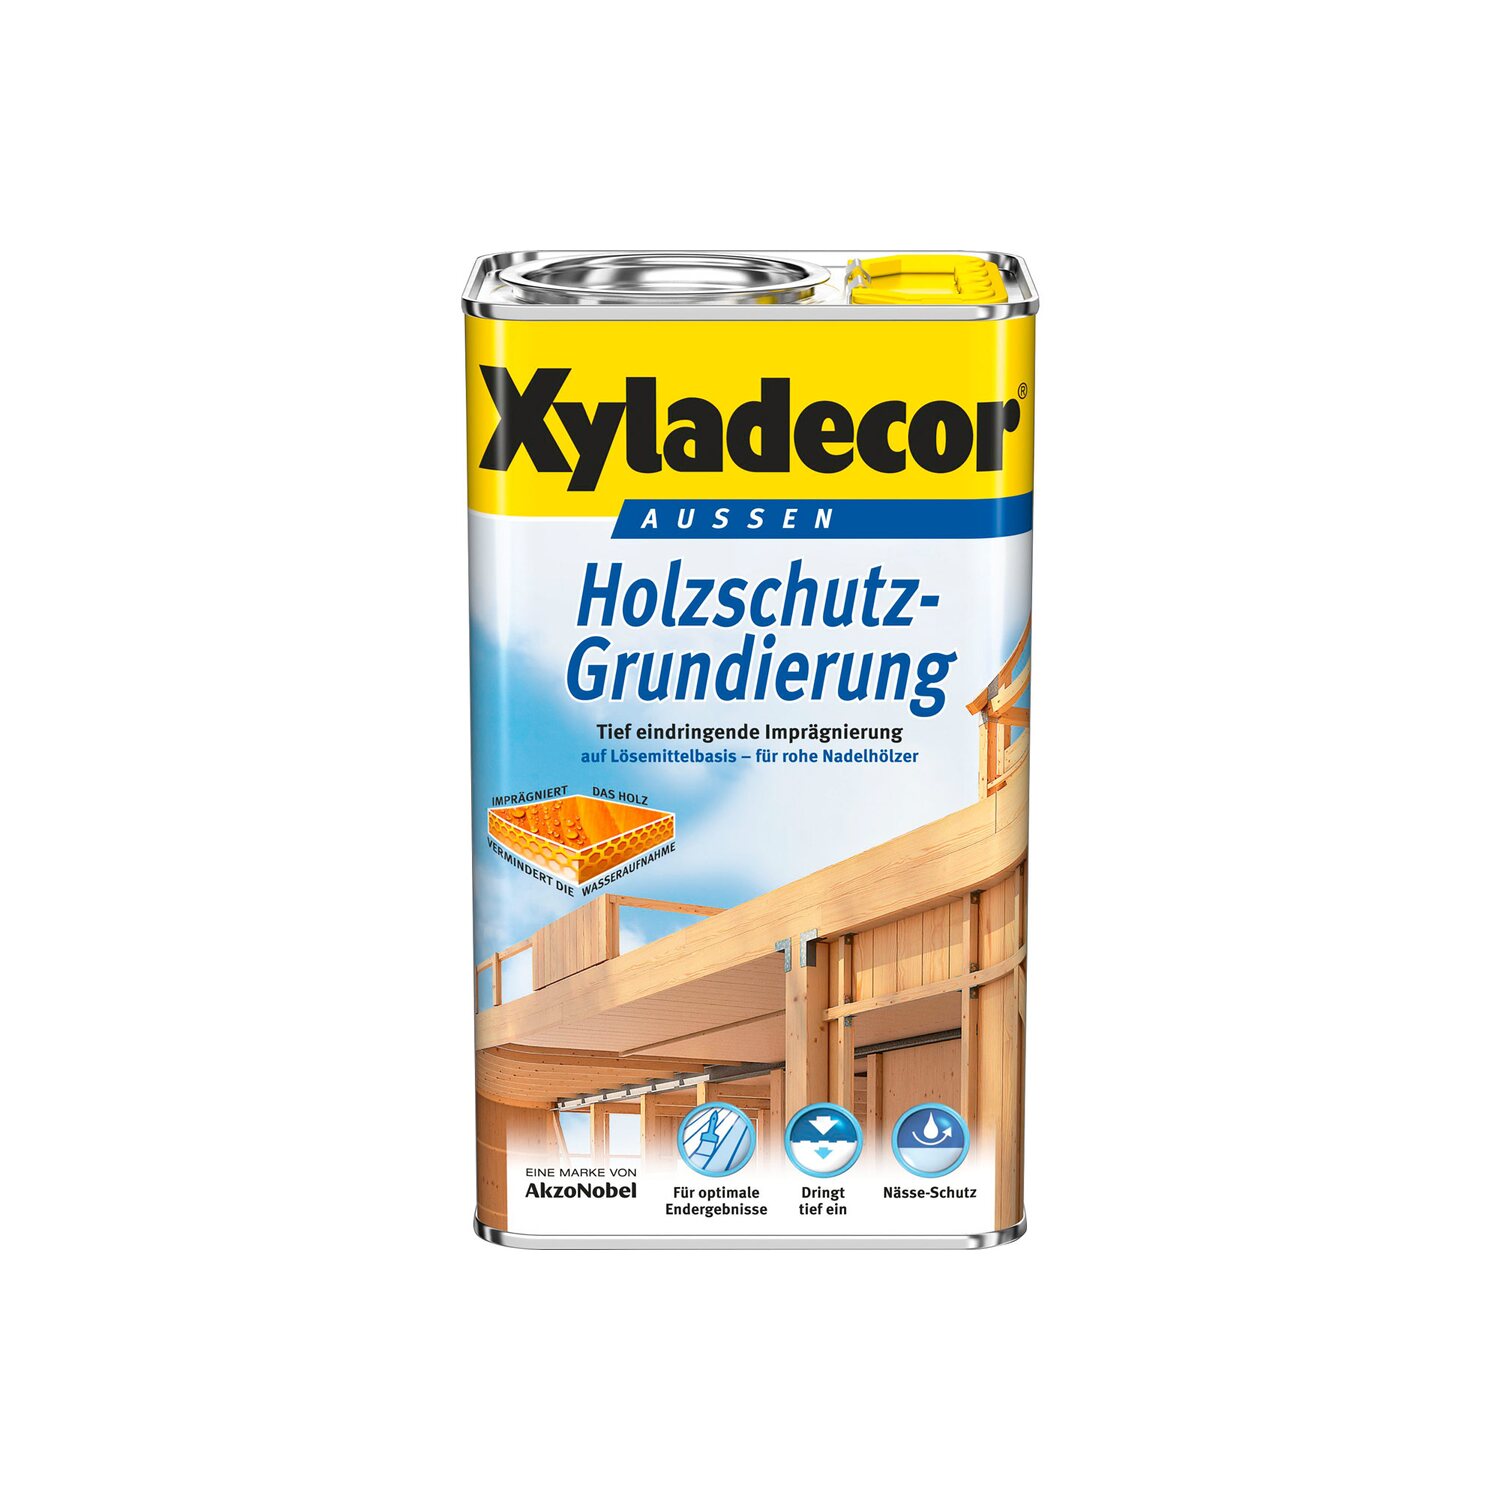 Xyladecor®
AUSSEN
Holzschutz-
Grundierung
Tief eindringende Imprägnierung
auf Lösemittelbasis – für rohe Nadelhölzer
IMPRÄGNIERT DAS HOLZ
VERMINDERT DIE WASSERAUFNAHME
EINE MARKE VON
AkzoNobel
Für optimale
Endergebnisse
Dringt
tief ein
Nässe-Schutz